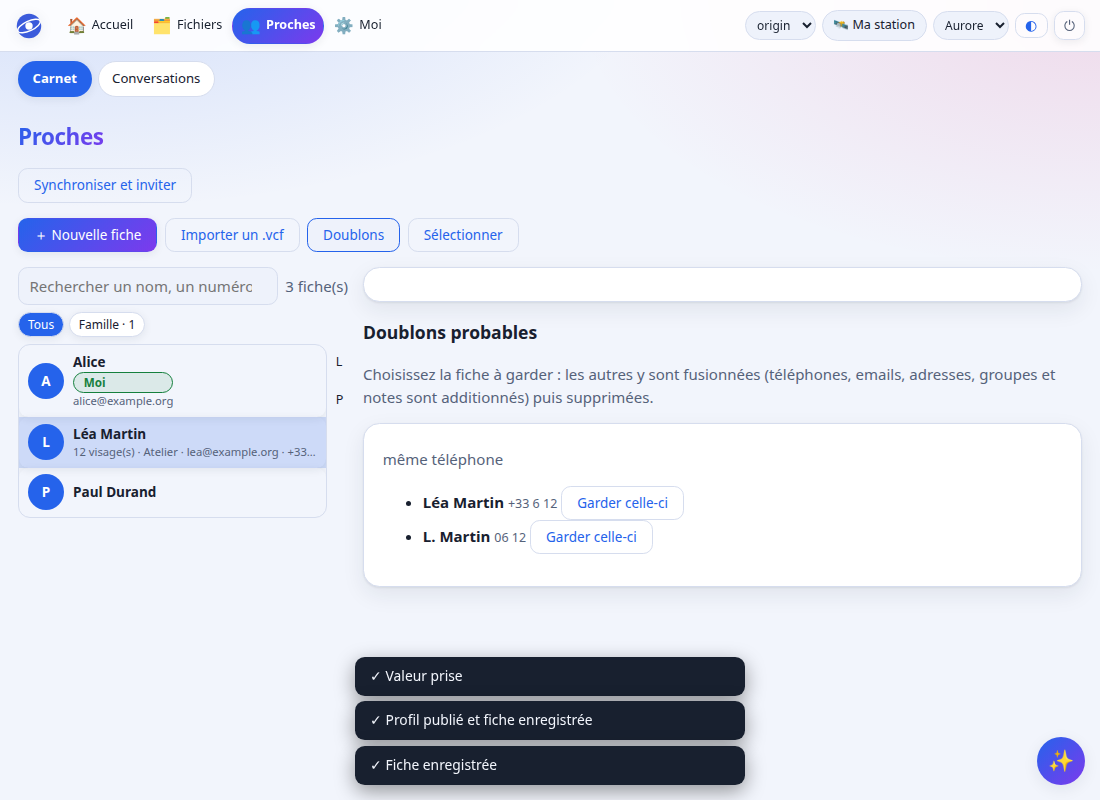 Accueil
Fichiers
Proches
Moi
origin
Ma station
Aurore
Carnet
Conversations
Proches
Synchroniser et inviter
+ Nouvelle fiche
Importer un .vcf
Doublons
Sélectionner
Rechercher un nom, un numéro
3 fiche(s)
Tous
Famille · 1
A
Alice
Moi
alice@example.org
L
Léa Martin
12 visage(s) · Atelier · lea@example.org · +33…
P
Paul Durand
L
P
Doublons probables
Choisissez la fiche à garder : les autres y sont fusionnées (téléphones, emails, adresses, groupes et
notes sont additionnés) puis supprimées.
même téléphone
• Léa Martin +33 6 12 Garder celle-ci
• L. Martin 06 12 Garder celle-ci
✓ Valeur prise
✓ Profil publié et fiche enregistrée
✓ Fiche enregistrée